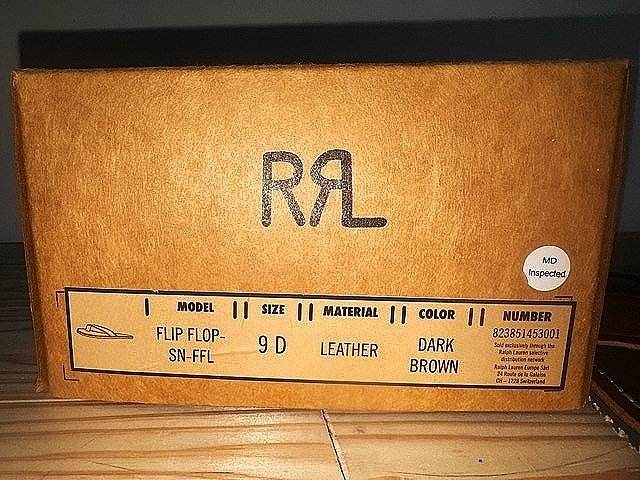 RRL
MD
Inspected
MODEL
FLIP FLOP-
SN-FFL
SIZE
9 D
MATERIAL
LEATHER
COLOR
DARK
BROWN
NUMBER
823851453001
Sold exclusively through the
Ralph Lauren selective
distribution network
Ralph Lauren Europe Sàrl
24 Route de la Galaise
CH – 1228 Switzerland